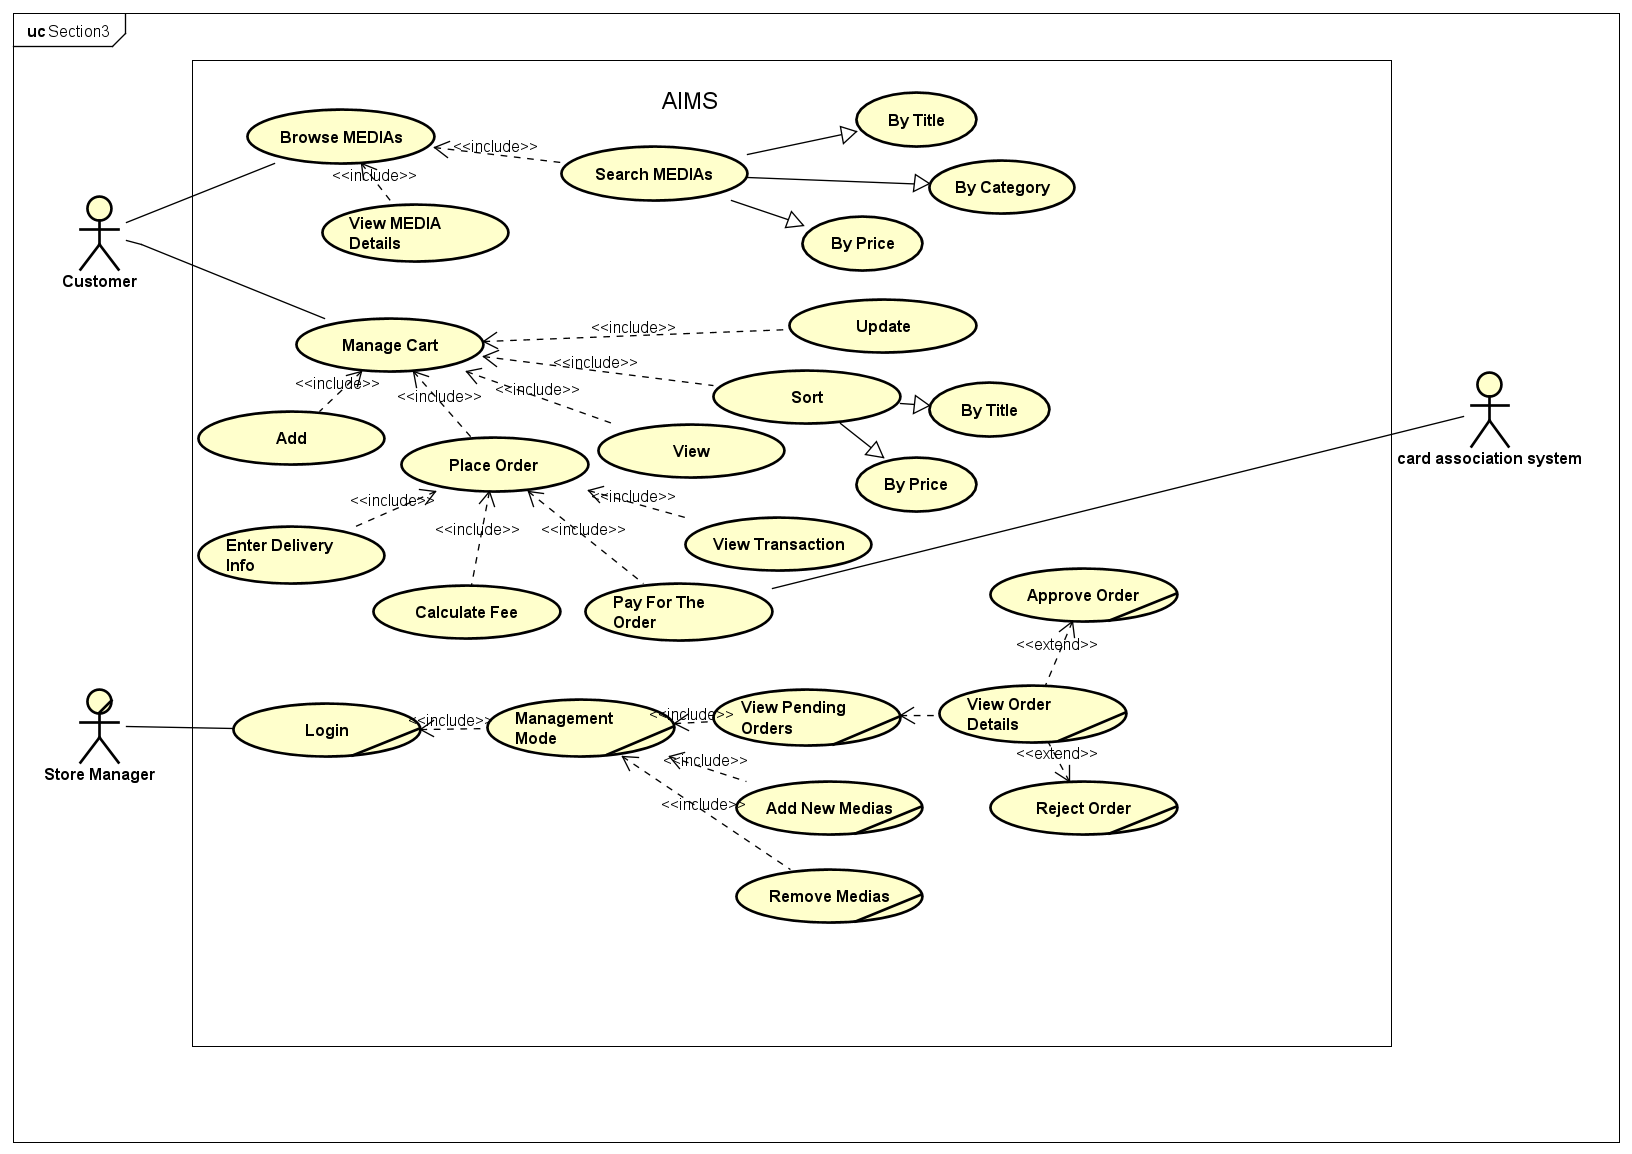 uc Section3
AIMS
Browse MEDIAs
<<include>>
Search MEDIAs
By Title
By Category
By Price
<<include>>
View MEDIA
Details
Customer
Manage Cart
<<include>>
Update
<<include>>
Sort
By Title
By Price
<<include>>
Add
<<include>>
<<include>>
View
Place Order
card association system
<<include>>
Enter Delivery
Info
<<include>>
Calculate Fee
<<include>>
Pay For The
Order
<<include>>
View Transaction
Approve Order
<<extend>>
Store Manager
Login
<<include>>
Management
Mode
<<include>>
View Pending
Orders
View Order
Details
<<extend>>
Reject Order
<<include>>
Add New Medias
<<include>>
Remove Medias